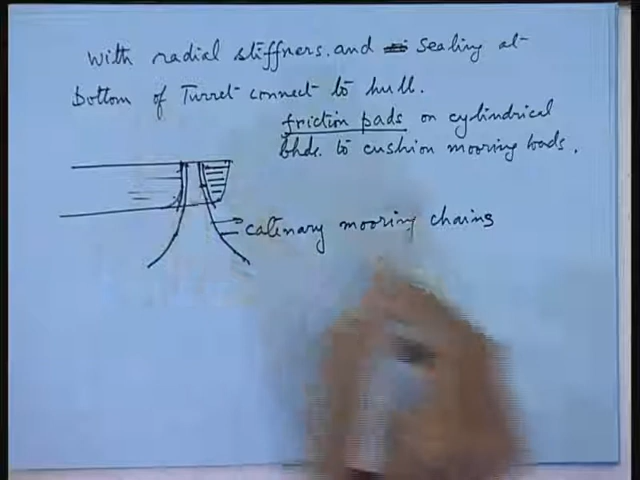 with radial stiffners. and sealing at
bottom of Turret connect to hull.
friction pads on cylindrical
bhds. to cushion mooring loads.
catenary mooring chains